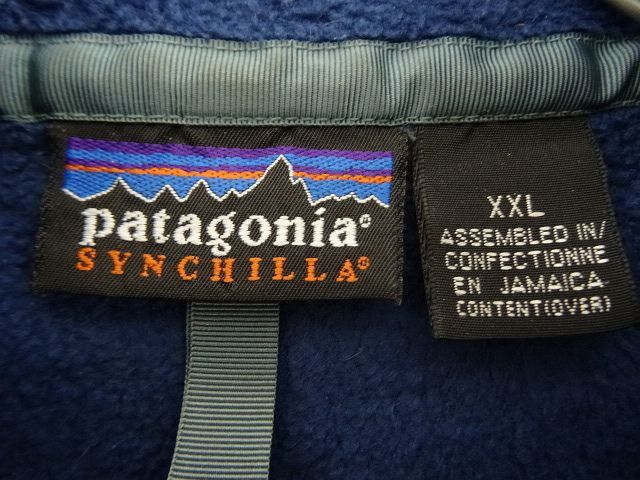 patagonia®
SYNCHILLA®
XXL
ASSEMBLED IN/
CONFECTIONNE
EN JAMAICA
CONTENT(OVER)